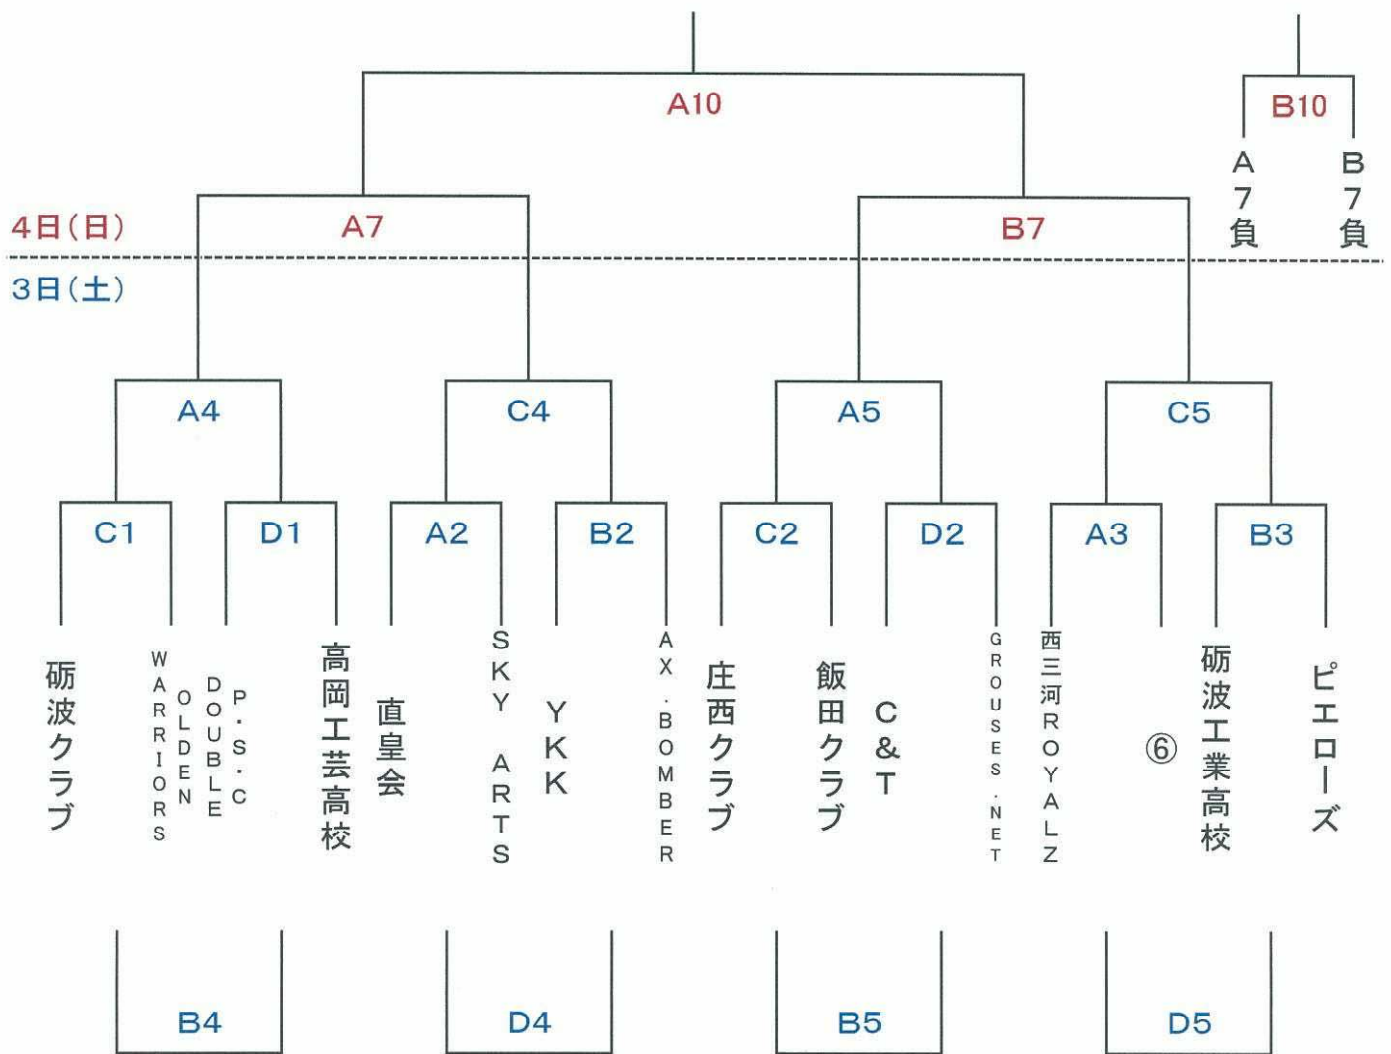 A10
B10
A7負
B7負
4日(日)
A7
B7
3日(土)
A4
C4
A5
C5
C1
D1
A2
B2
C2
D2
A3
B3
砺波クラブ
WARRIORS
OLDEN
DOUBLE
P.S.C
高岡工芸高校
直皇会
SKY ARTS
YKK
AX.BOMBER
庄西クラブ
飯田クラブ
C&T
GROUSES.NET
西三河ROYALZ
⑥
砺波工業高校
ピエローズ
B4
D4
B5
D5